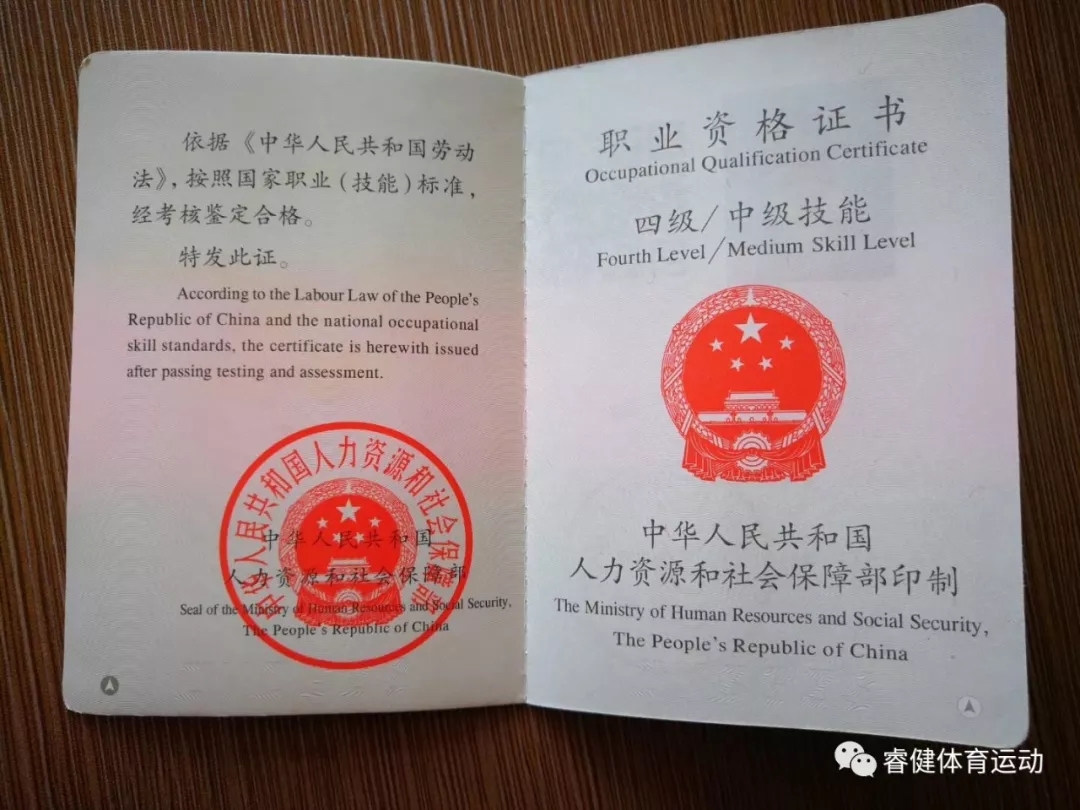 依据《中华人民共和国劳动
法》，按照国家职业（技能）标准，
经考核鉴定合格。
特发此证。
According to the Labour Law of the People's
Republic of China and the national occupational
skill standards, the certificate is herewith issued
after passing testing and assessment.
中华人民共和国人力资源和社会保障部
中华人民共和国
人力资源和社会保障部
Seal of the Ministry of Human Resources and Social Security,
The People's Republic of China
职业资格证书
Occupational Qualification Certificate
四级/中级技能
Fourth Level/Medium Skill Level
中华人民共和国
人力资源和社会保障部印制
The Ministry of Human Resources and Social Security,
The People's Republic of China
睿健体育运动